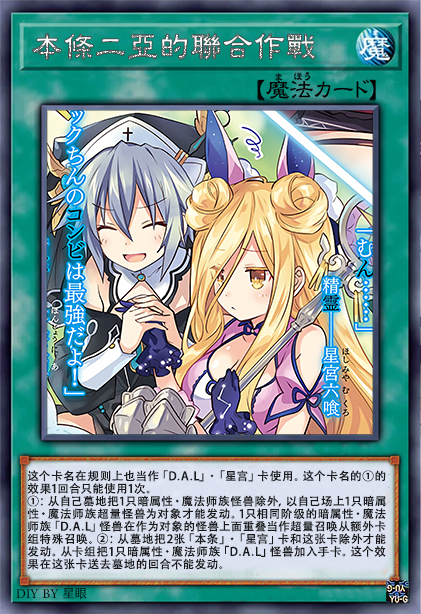 本條二亞的聯合作戰
魔
【魔法カード】
まほう
ックちんのコンビは最強だよ！」
（ほんじょうにあ
「むん……」
精霊――星宮六喰
ほしみや むくろ
这个卡名在规则上也当作「D.A.L」·「星宫」卡使用。这个卡名的①的
效果1回合只能使用1次。
①：从自己墓地把1只暗属性·魔法师族怪兽除外，以自己场上1只暗属
性·魔法师族超量怪兽为对象才能发动。1只相同阶级的暗属性·魔法
师族「D.A.L」怪兽在作为对象的怪兽上面重叠当作超量召唤从额外卡
组特殊召唤。②：从墓地把2张「本条」·「星宫」卡和这张卡除外才能
发动。从卡组把1只暗属性·魔法师族「D.A.L」怪兽加入手卡。这个效
果在这张卡送去墓地的回合不能发动。
DIY BY 星眼